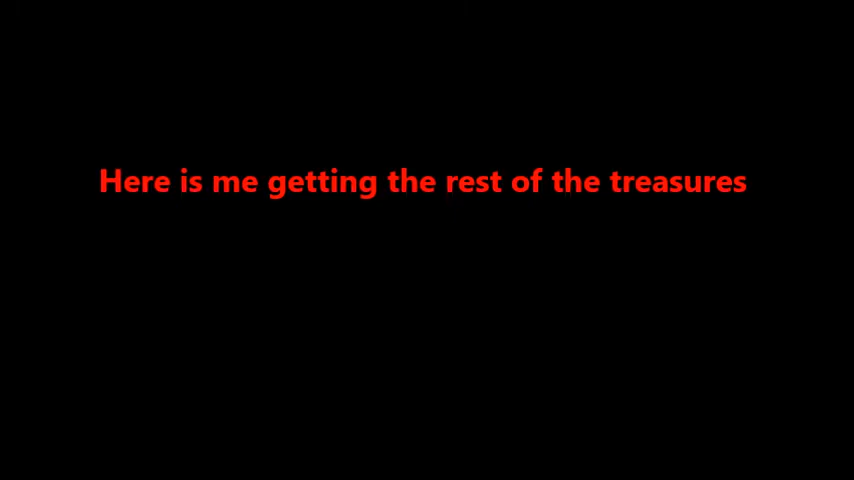 Here is me getting the rest of the treasures